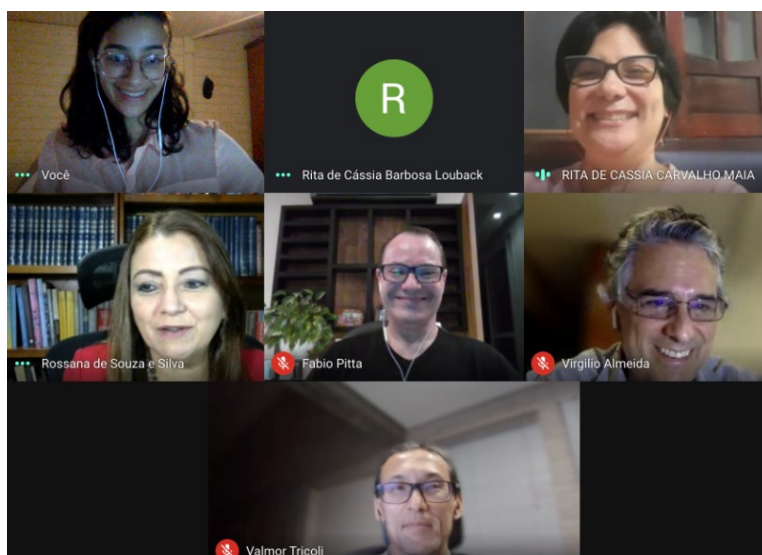 R
Você
Rita de Cássia Barbosa Louback
RITA DE CASSIA CARVALHO MAIA
Rossana de Souza e Silva
Fabio Pitta
Virgilio Almeida
Valmor Tricoli